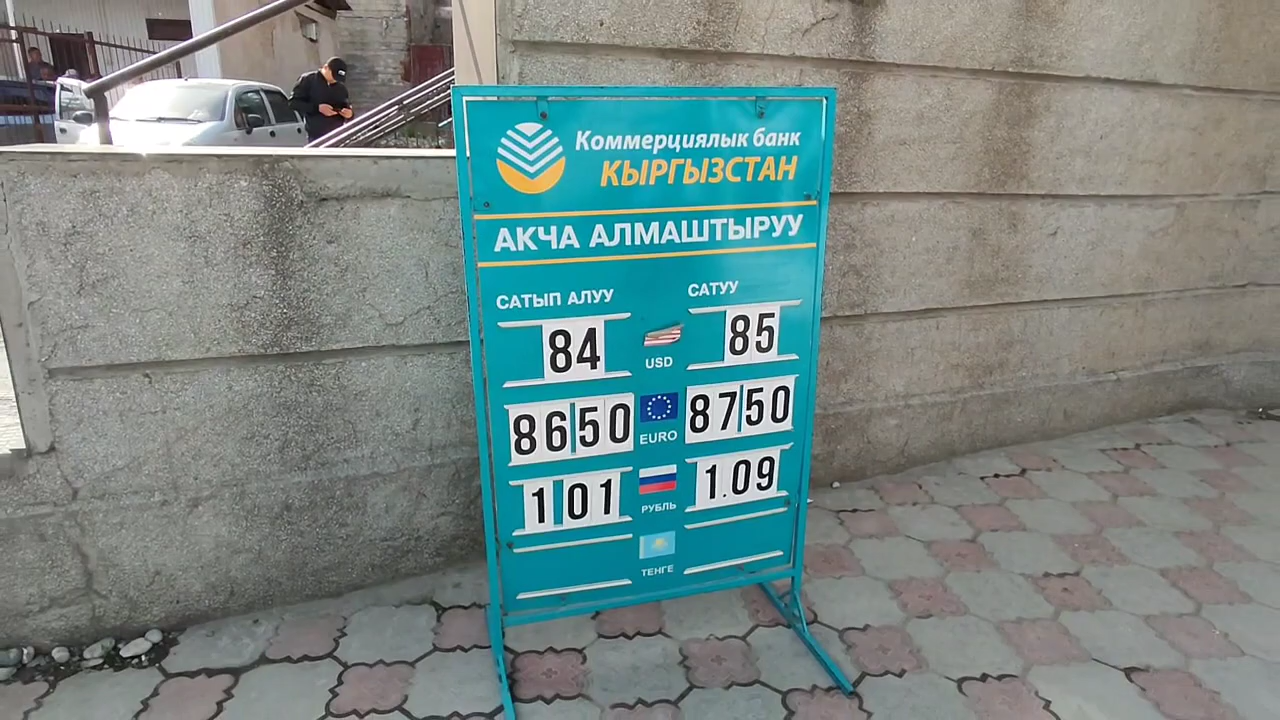 Коммерциялык банк
КЫРГЫЗСТАН
АКЧА АЛМАШТЫРУУ
САТЫП АЛУУ САТУУ
84 USD 85
86 50 EURO 87 50
1 01 РУБЛЬ 1.09
ТЕНГЕ